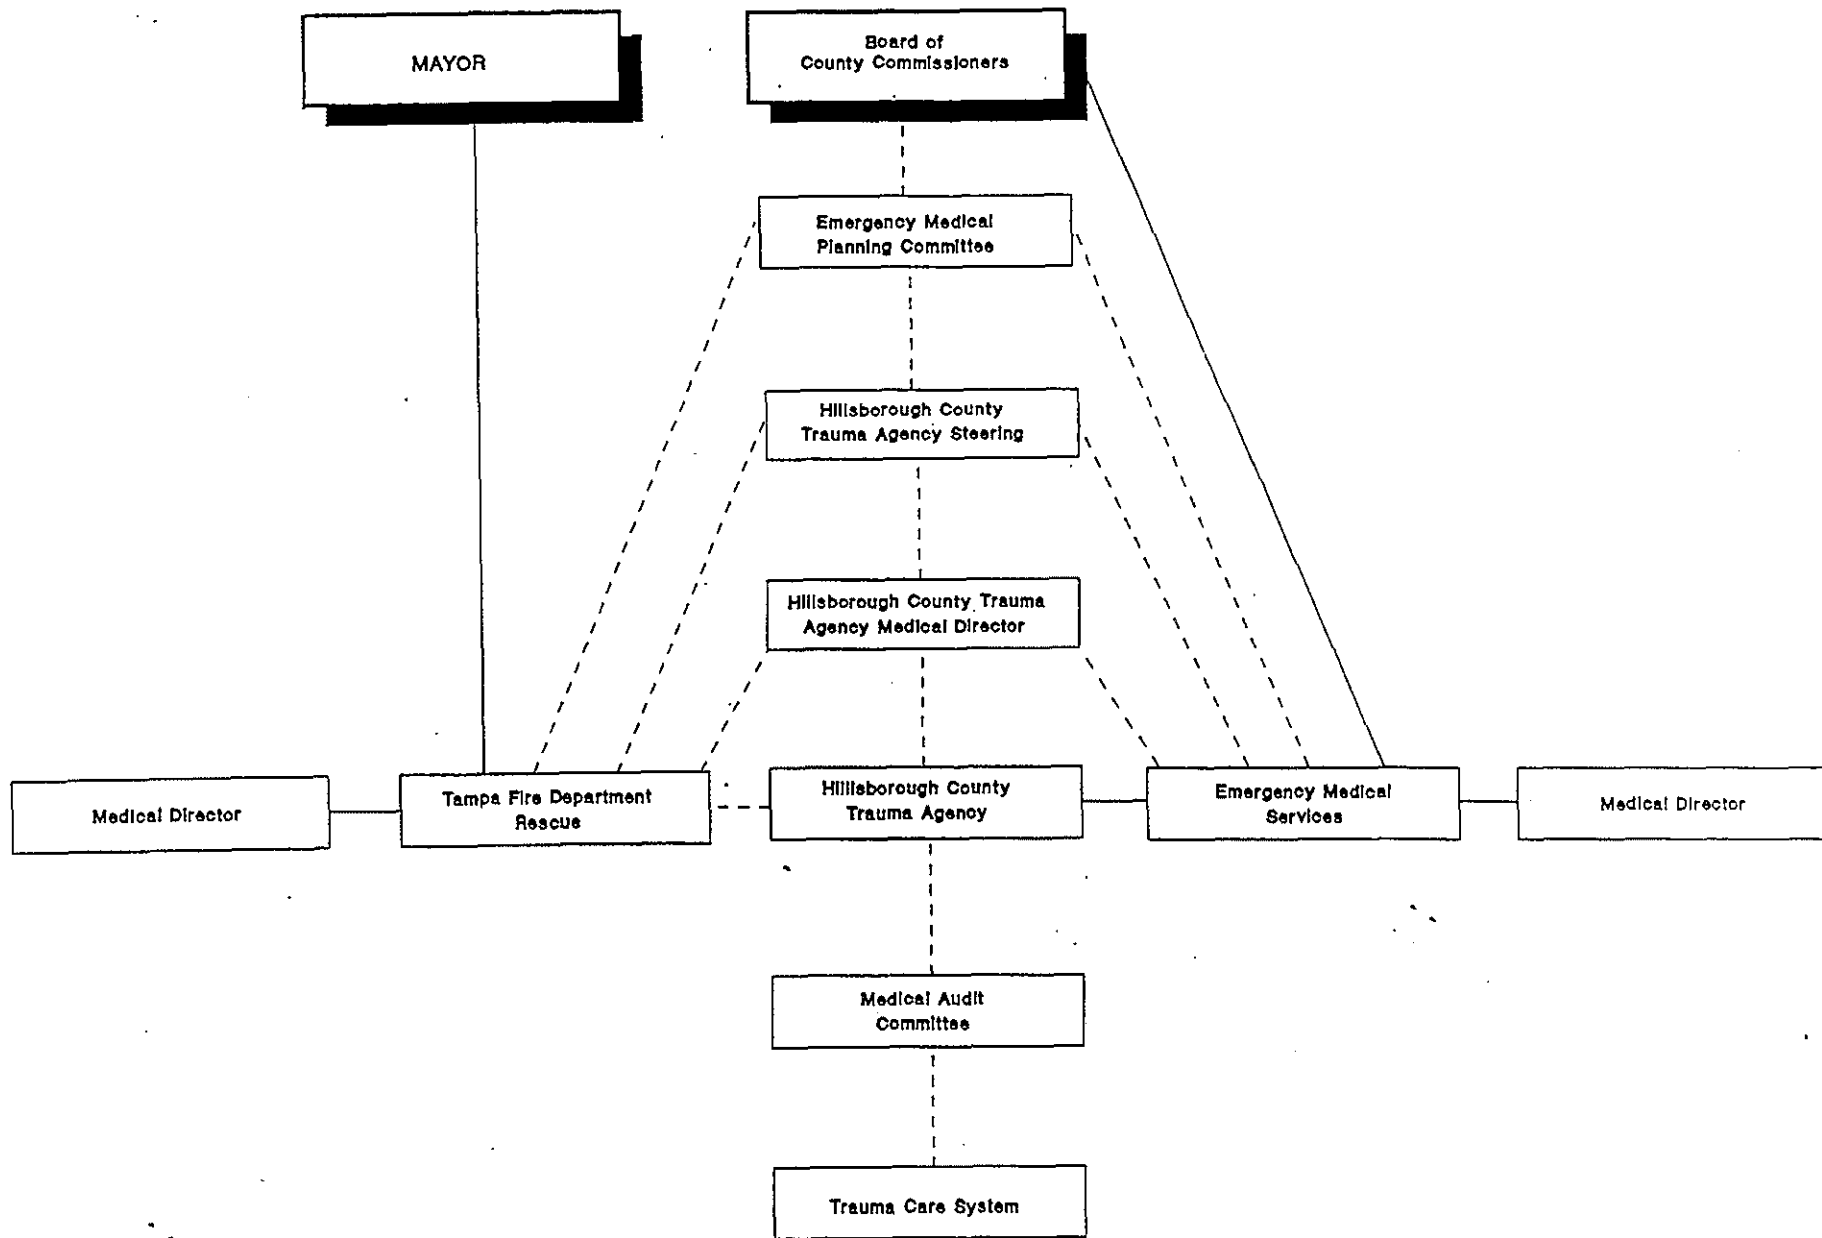 MAYOR
Board of
County Commissioners
Emergency Medical
Planning Committee
Hillsborough County
Trauma Agency Steering
Hillsborough County Trauma
Agency Medical Director
Medical Director
Tampa Fire Department
Rescue
Hillisborough County
Trauma Agency
Emergency Medical
Services
Medical Director
Medical Audit
Committee
Trauma Care System